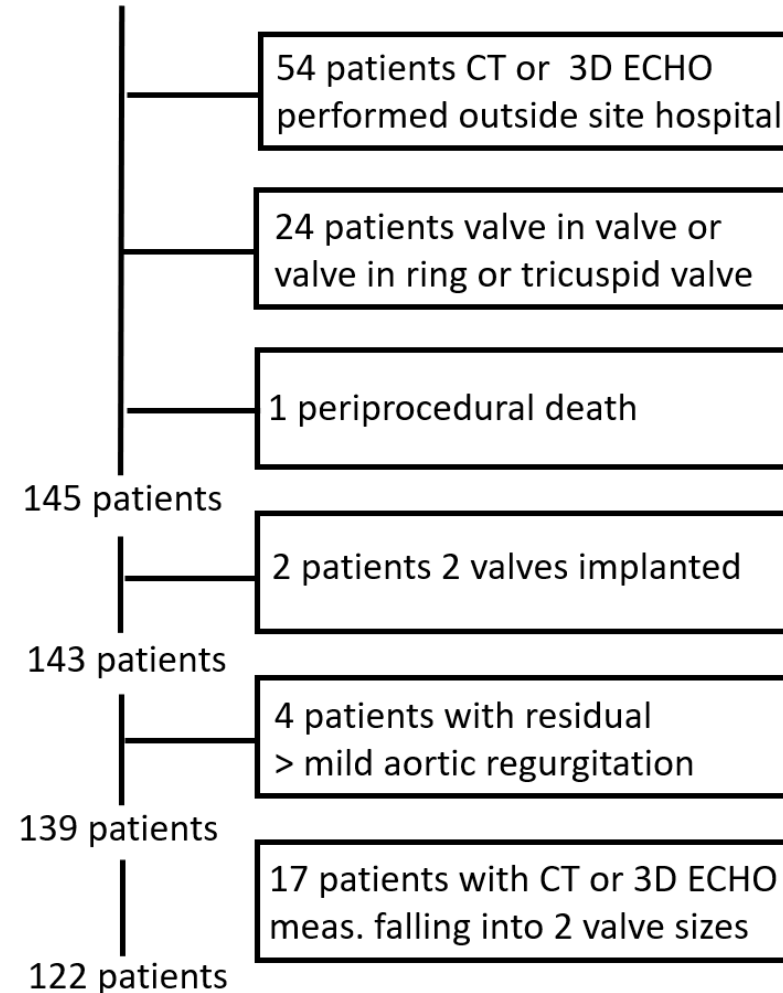 54 patients CT or 3D ECHO
performed outside site hospital
24 patients valve in valve or
valve in ring or tricuspid valve
1 periprocedural death
145 patients
2 patients 2 valves implanted
143 patients
4 patients with residual
> mild aortic regurgitation
139 patients
17 patients with CT or 3D ECHO
meas. falling into 2 valve sizes
122 patients